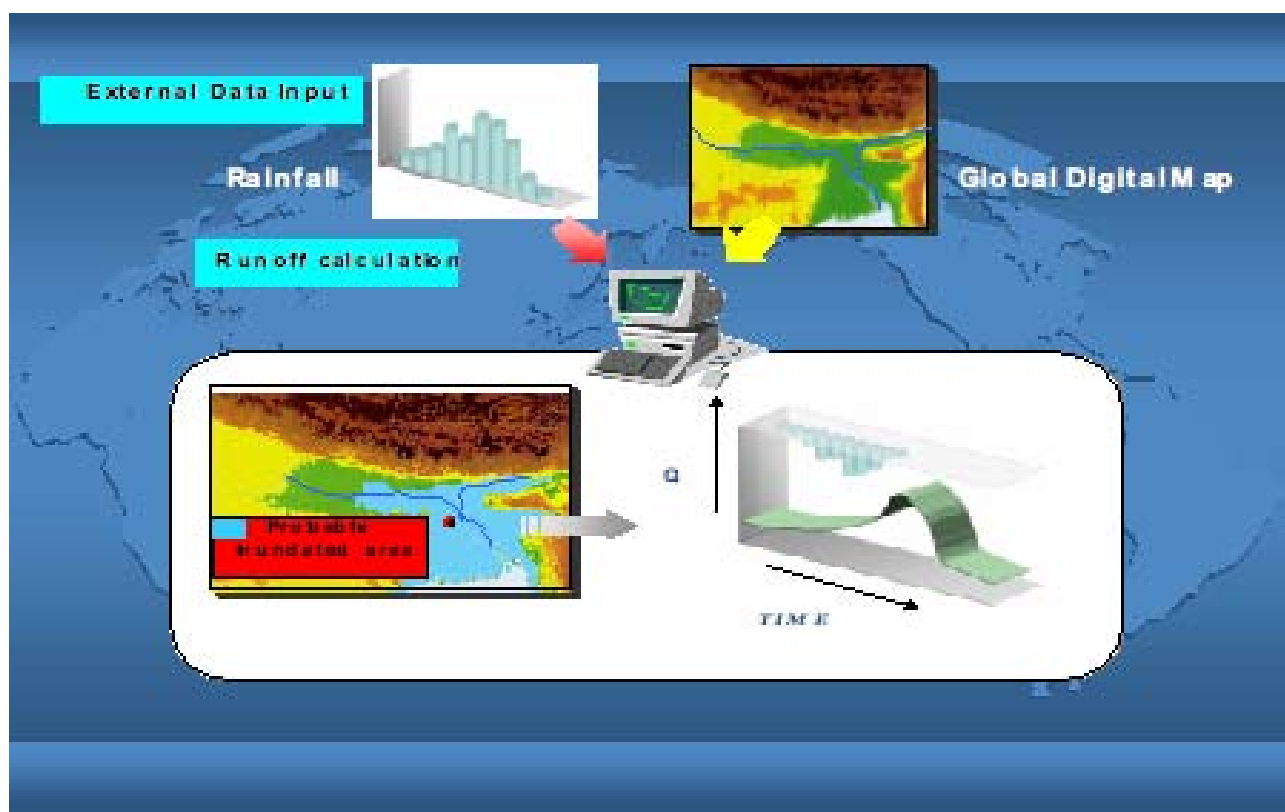 External Data Input
Rainfall
Global Digital Map
Runoff calculation
Q
Probable
Inundated area
TIME